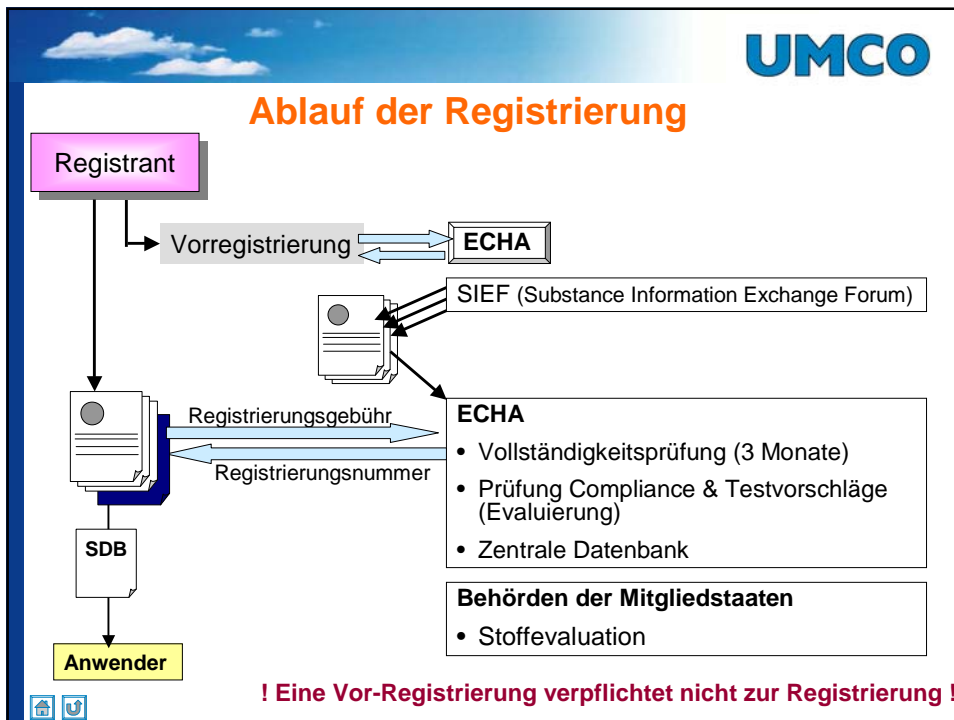 UMCO
Ablauf der Registrierung
Registrant
Vorregistrierung
ECHA
SIEF (Substance Information Exchange Forum)
Registrierungsgebühr
Registrierungsnummer
ECHA
• Vollständigkeitsprüfung (3 Monate)
• Prüfung Compliance & Testvorschläge
(Evaluierung)
• Zentrale Datenbank
SDB
Behörden der Mitgliedstaaten
• Stoffevaluation
Anwender
! Eine Vor-Registrierung verpflichtet nicht zur Registrierung !